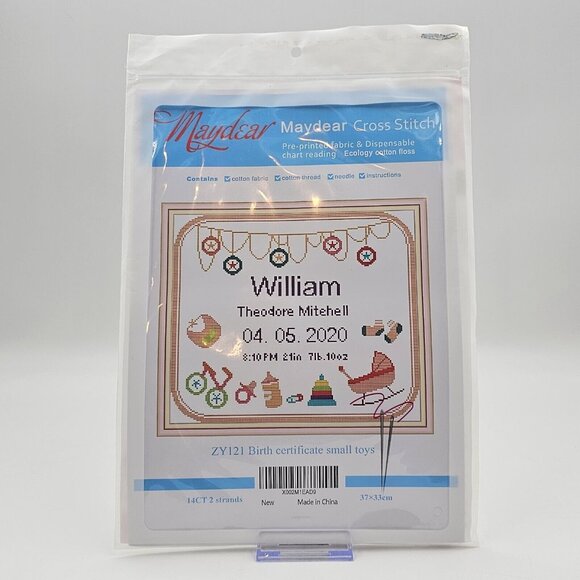 Maydear
Maydear Cross Stitch
Pre-printed fabric & Dispensable
chart reading Ecology cotton floss
Contains cotton fabric cotton thread needle instructions
William
Theodore Mitchell
04. 05. 2020
8:10 PM 21in 7lb.10oz
ZY121 Birth certificate small toys
14CT 2 strands
X002M1EAD9
New Made in China
37×33cm